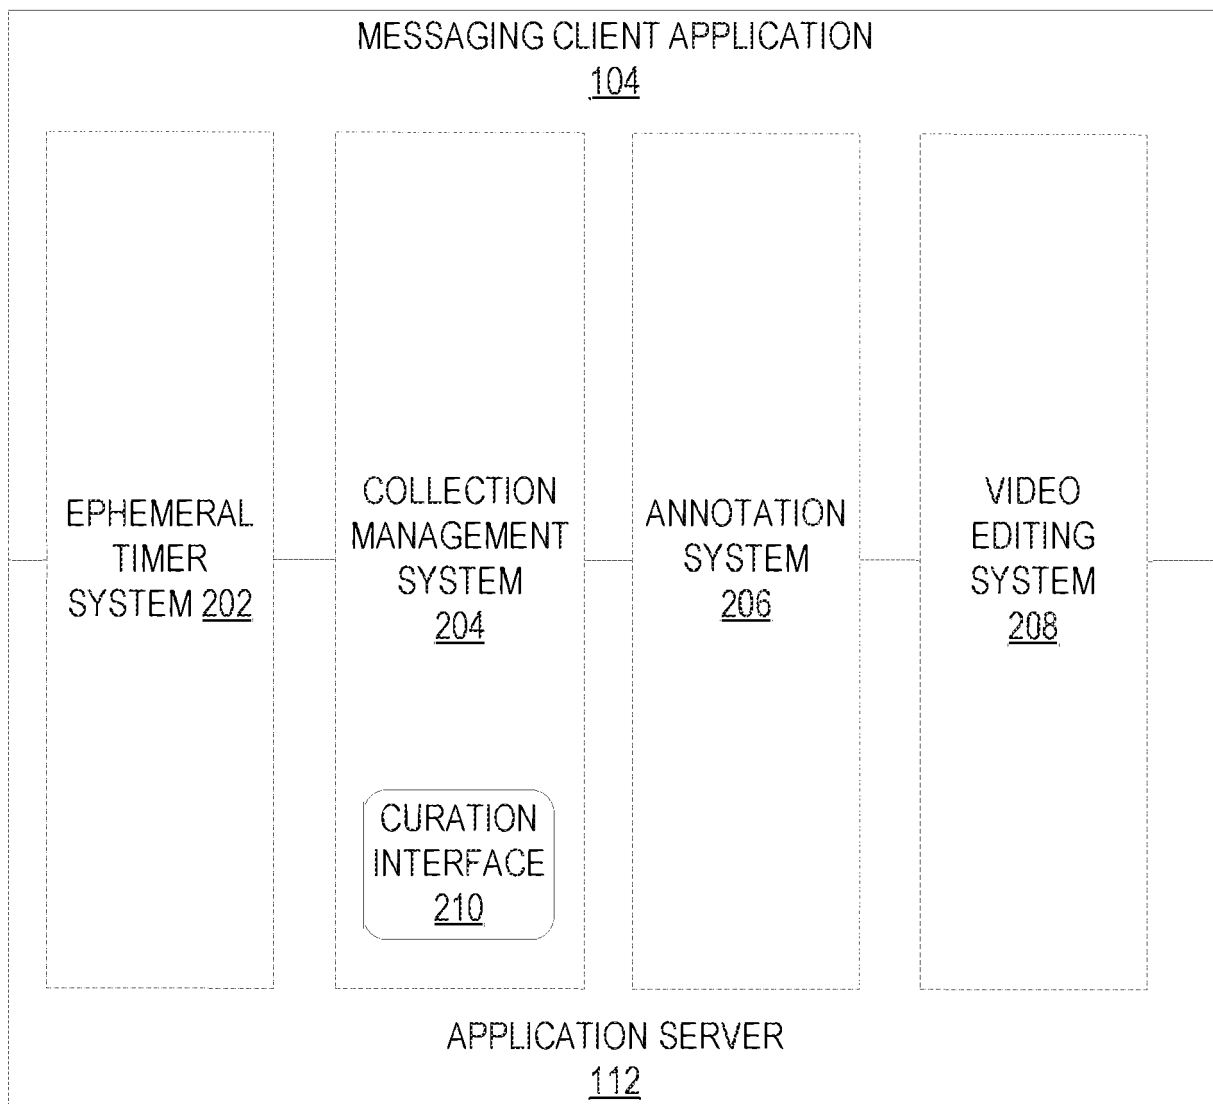 MESSAGING CLIENT APPLICATION
104
EPHEMERAL
TIMER
SYSTEM 202
COLLECTION
MANAGEMENT
SYSTEM
204
CURATION
INTERFACE
210
ANNOTATION
SYSTEM
206
VIDEO
EDITING
SYSTEM
208
APPLICATION SERVER
112